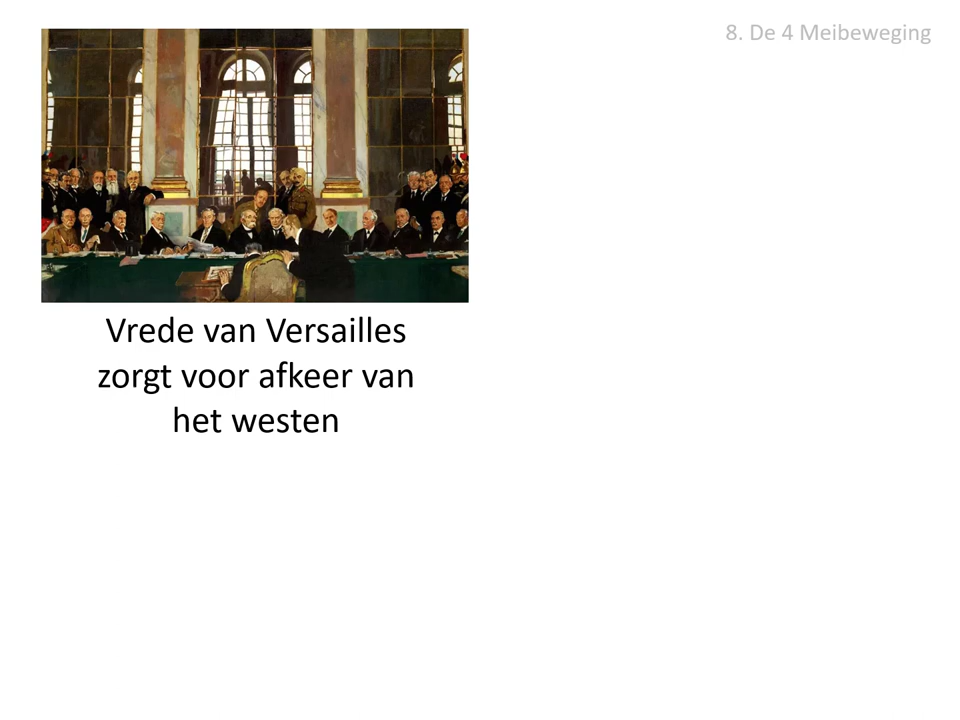 8. De 4 Meibeweging
Vrede van Versailles
zorgt voor afkeer van
het westen